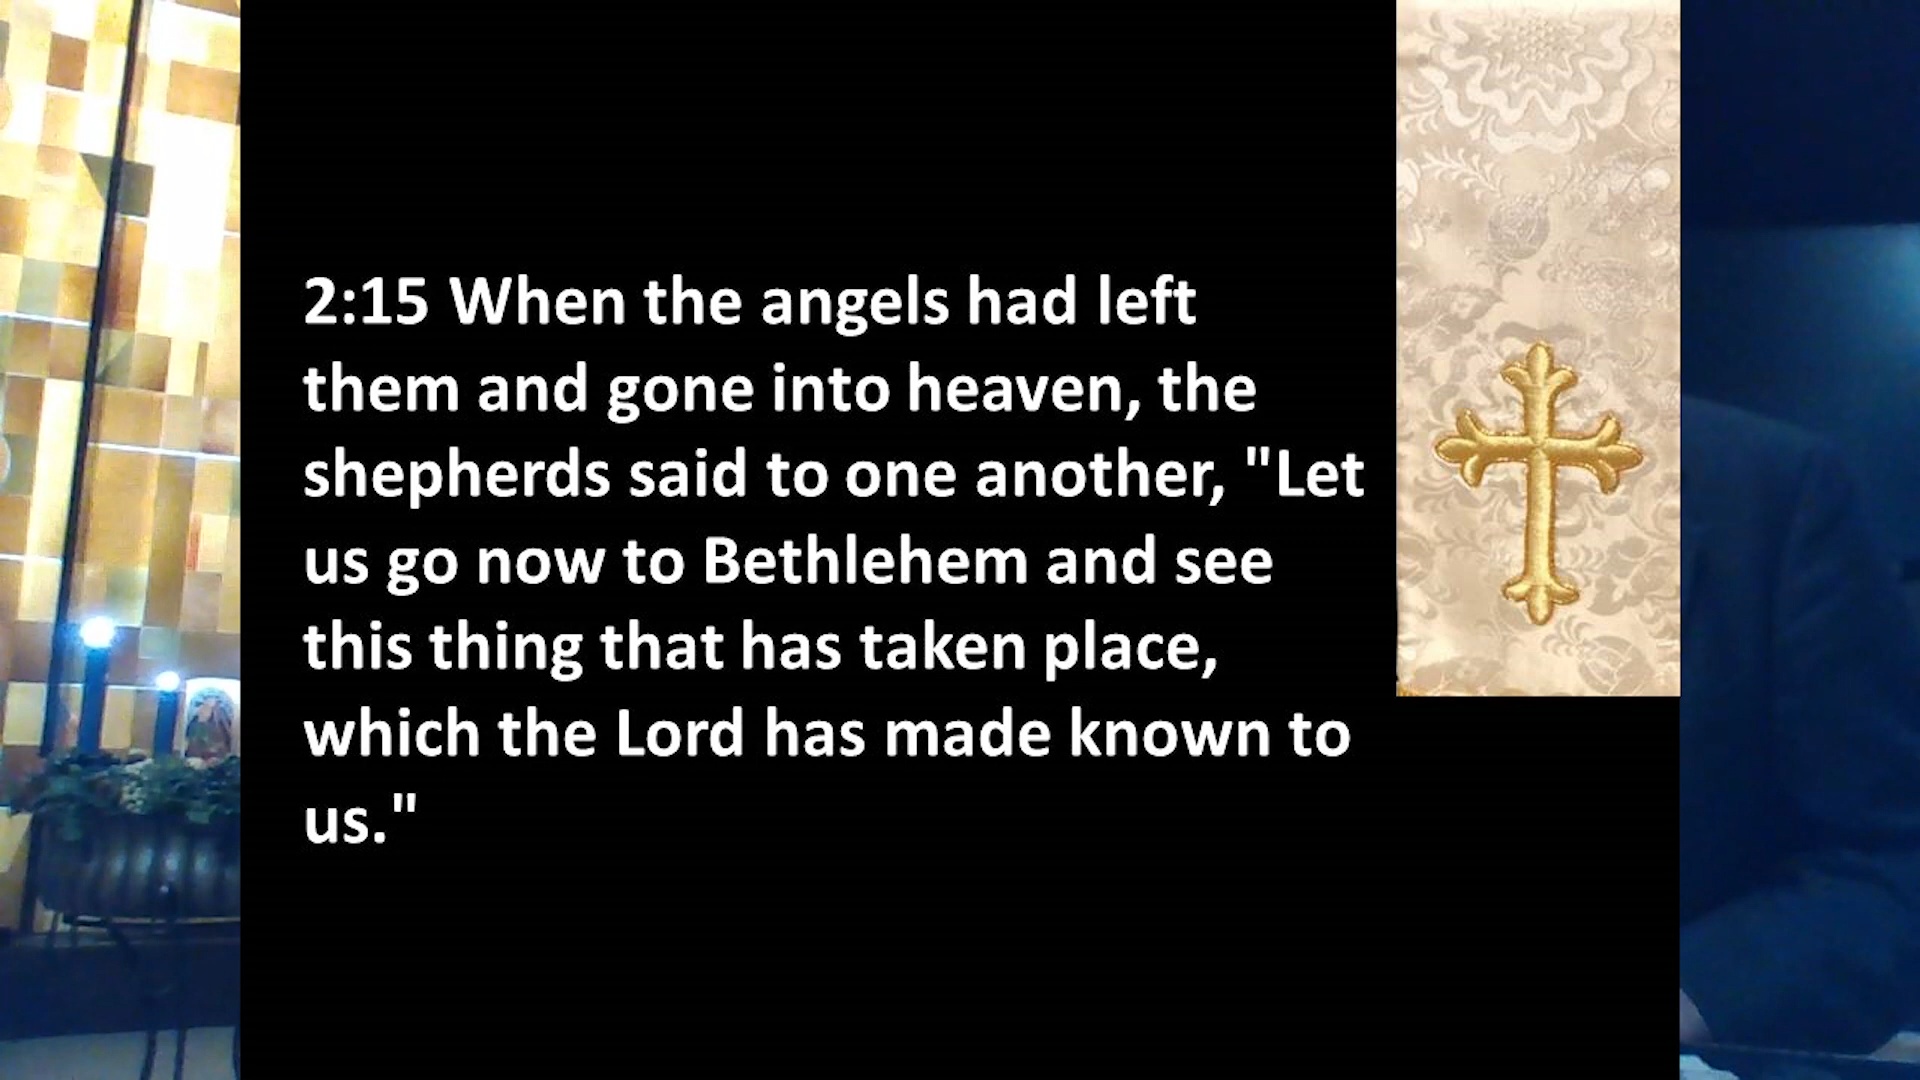 2:15 When the angels had left
them and gone into heaven, the
shepherds said to one another, "Let
us go now to Bethlehem and see
this thing that has taken place,
which the Lord has made known to
us."